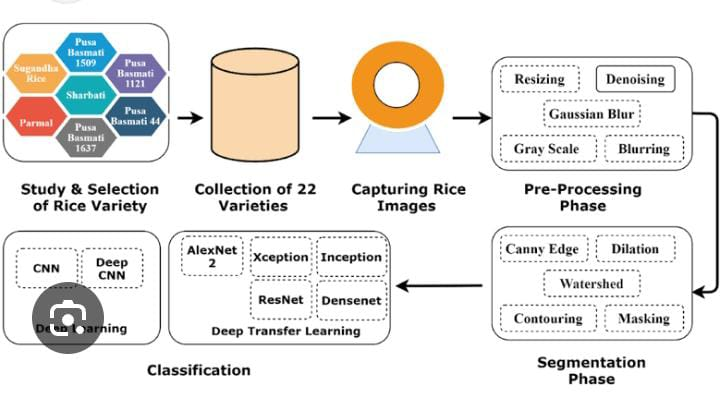 Pusa
Basmati
1509
Sugandha
Rice
Pusa
Basmati
1121
Sharbati
Parmal
Pusa
Basmati 44
Pusa
Basmati
1637
Study & Selection
of Rice Variety
Collection of 22
Varieties
Capturing Rice
Images
Resizing
Denoising
Gaussian Blur
Gray Scale
Blurring
Pre-Processing
Phase
CNN
Deep
CNN
AlexNet
2
Xception
Inception
ResNet
Densenet
Deep Transfer Learning
Classification
Canny Edge
Dilation
Watershed
Contouring
Masking
Segmentation
Phase